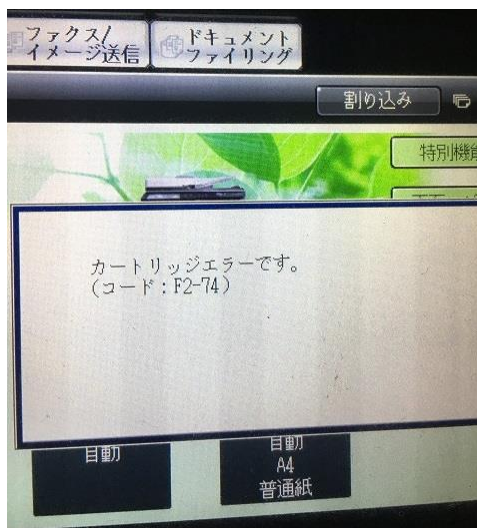 ファクス/
イメージ送信
ドキュメント
ファイリング
割り込み
特別機能
カートリッジエラーです。
(コード:F2-74)
自動
自動
A4
普通紙